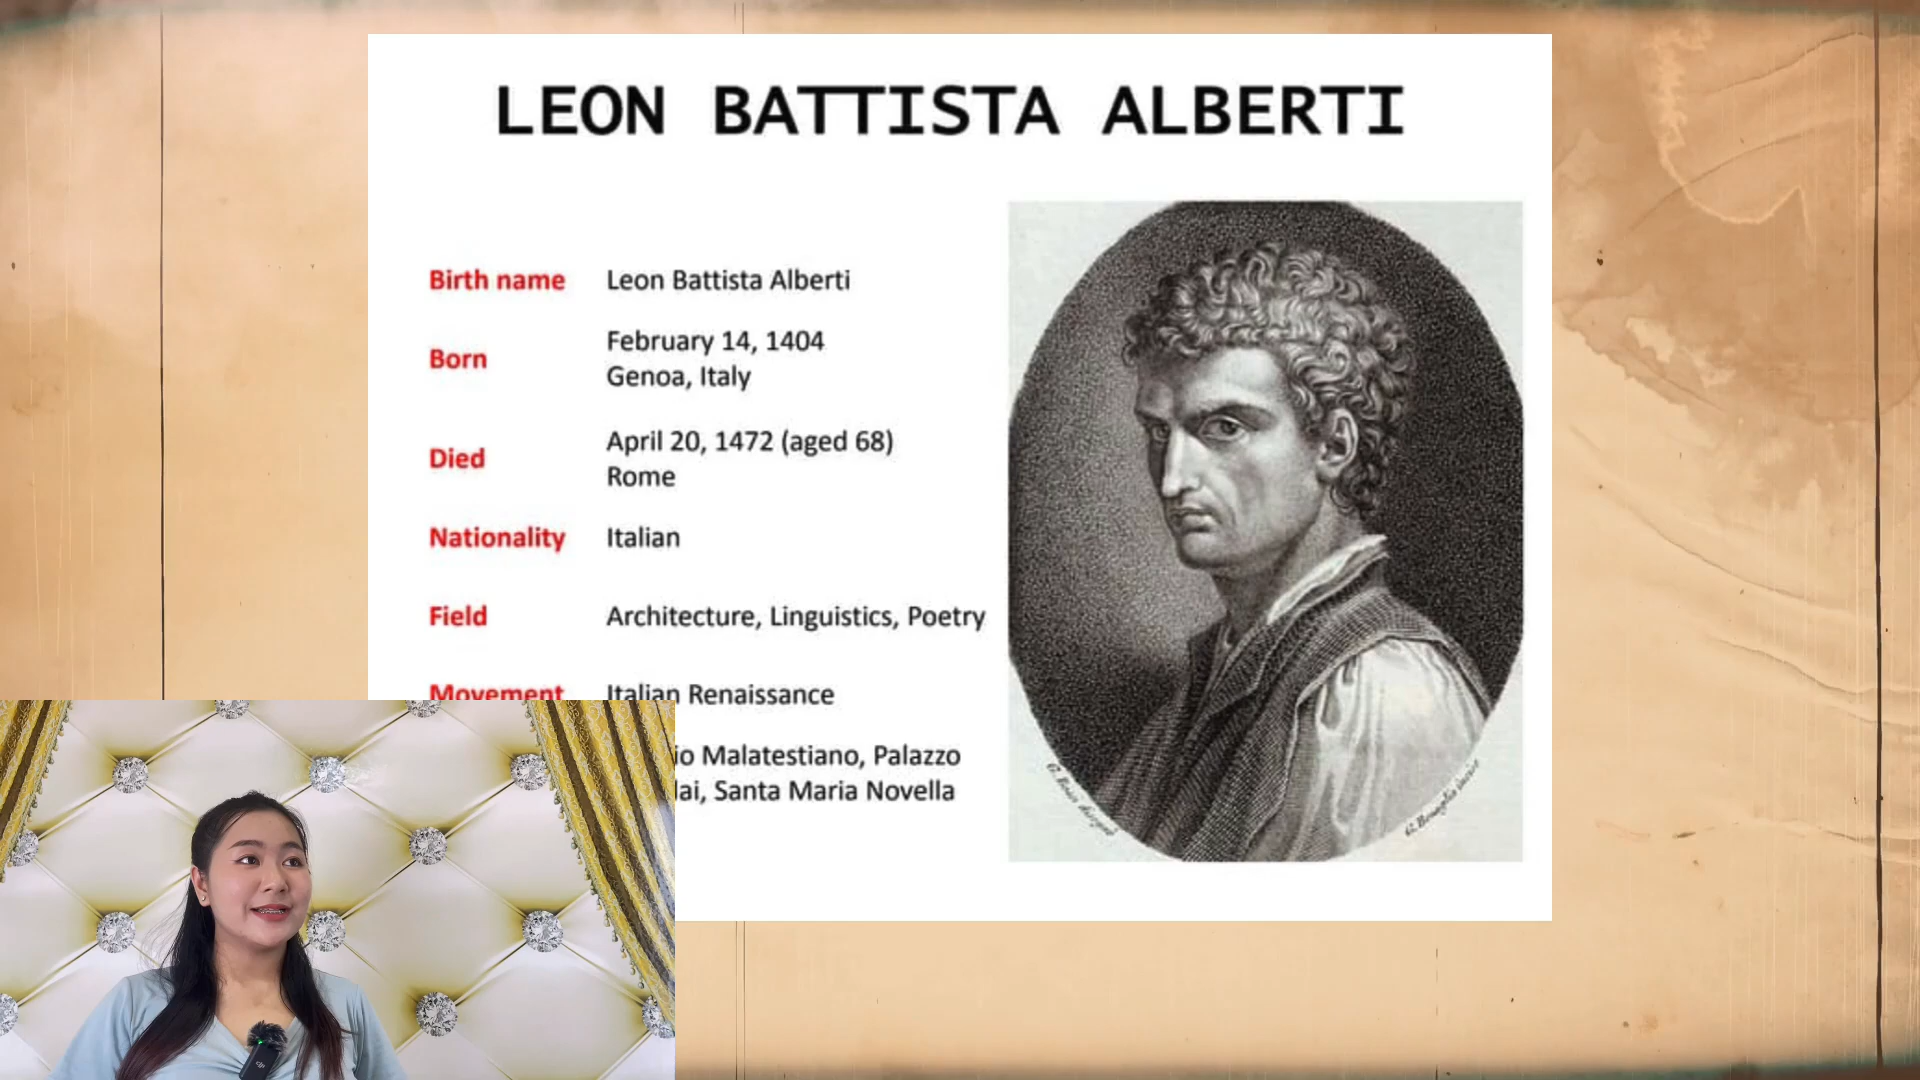 LEON BATTISTA ALBERTI
Birth name Leon Battista Alberti
Born February 14, 1404
Genoa, Italy
Died April 20, 1472 (aged 68)
Rome
Nationality Italian
Field Architecture, Linguistics, Poetry
Movement Italian Renaissance
io Malatestiano, Palazzo
lai, Santa Maria Novella